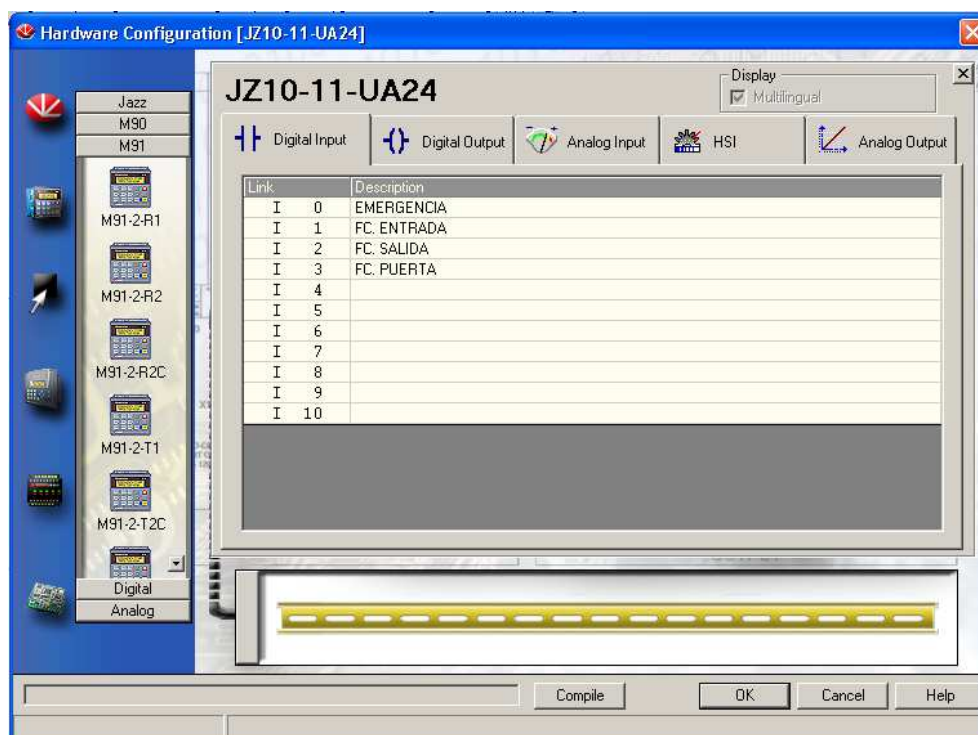 Hardware Configuration [JZ10-11-UA24]
Jazz
M90
M91
M91-2-R1
M91-2-R2
M91-2-R2C
M91-2-T1
M91-2-T2C
Digital
Analog
JZ10-11-UA24
Display
Multilingual
Digital Input
Digital Output
Analog Input
HSI
Analog Output
Link Description
I 0 EMERGENCIA
I 1 FC. ENTRADA
I 2 FC. SALIDA
I 3 FC. PUERTA
I 4
I 5
I 6
I 7
I 8
I 9
I 10
Compile
OK
Cancel
Help